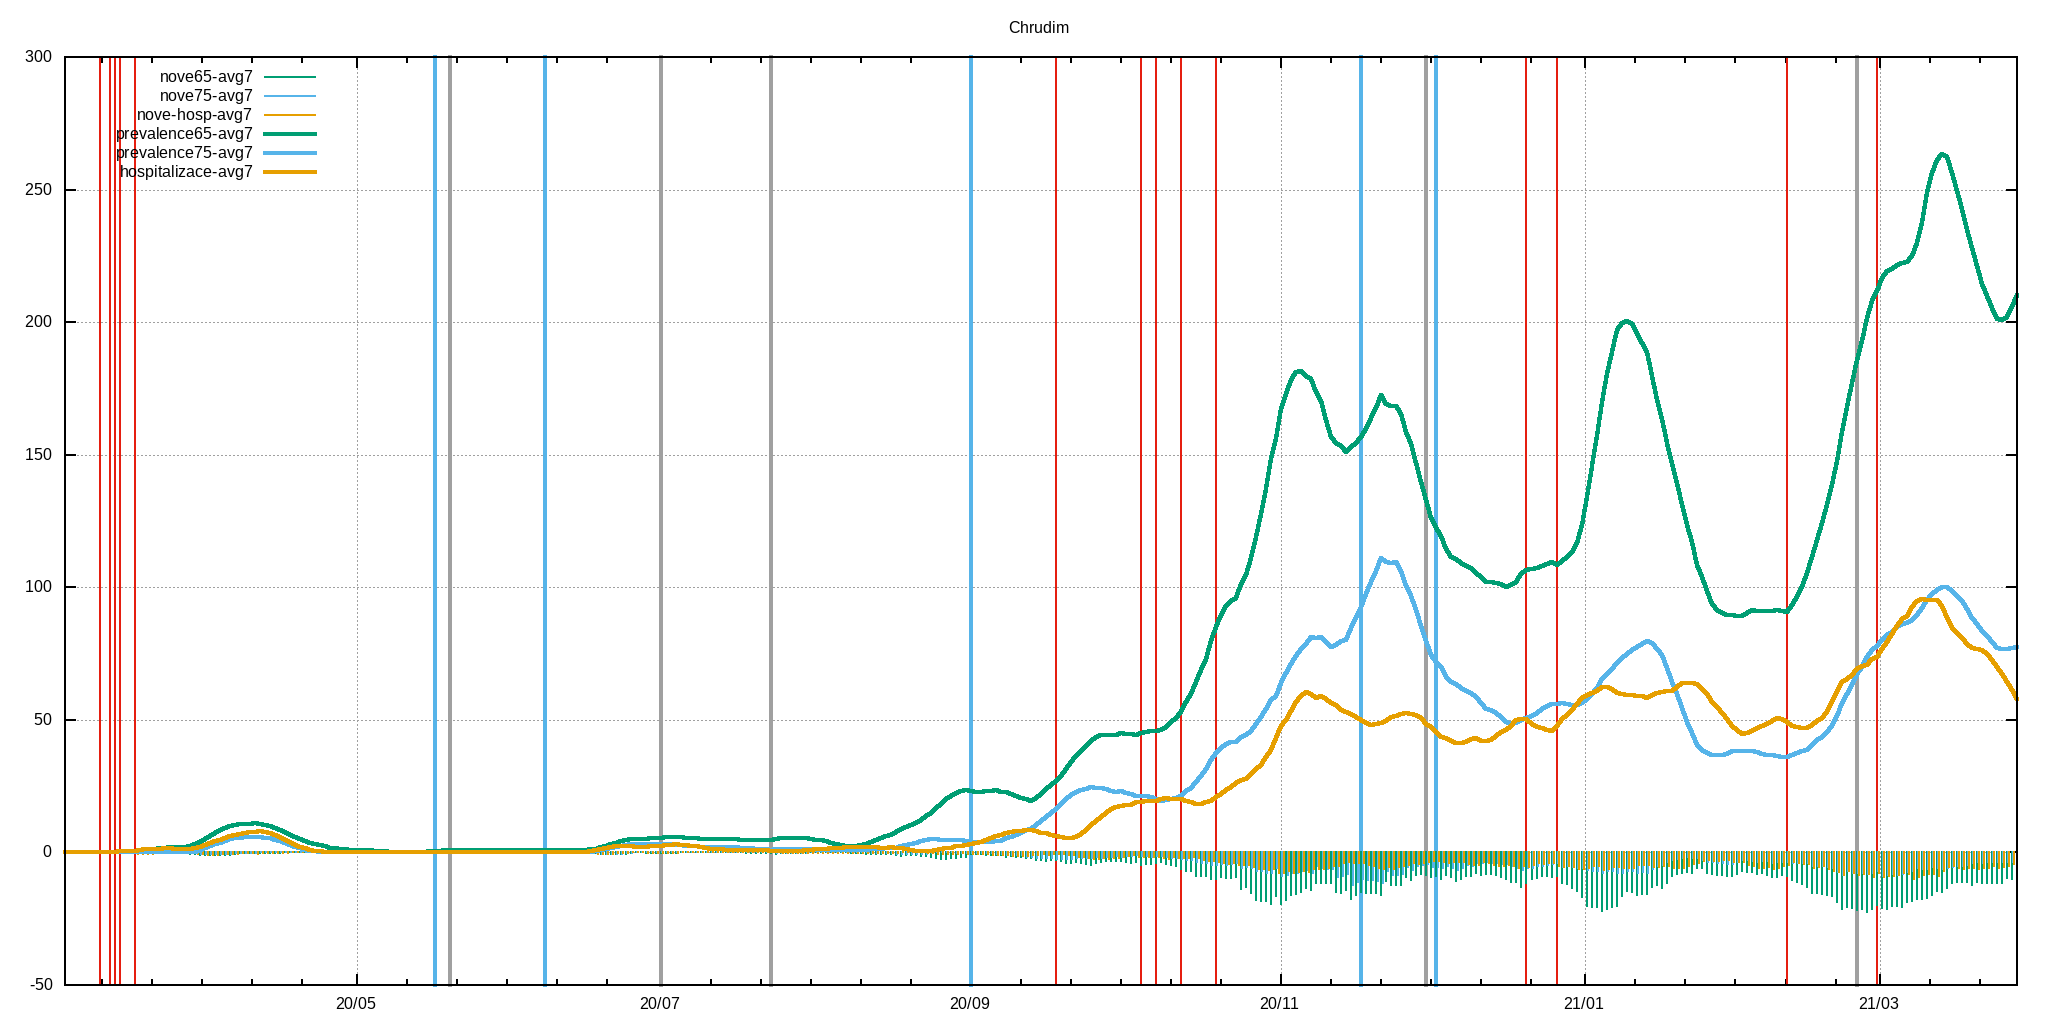 Chrudim
300
250
200
150
100
50
0
-50
nove65-avg7
nove75-avg7
nove-hosp-avg7
prevalence65-avg7
prevalence75-avg7
hospitalizace-avg7
20/05 20/07 20/09 20/11 21/01 21/03